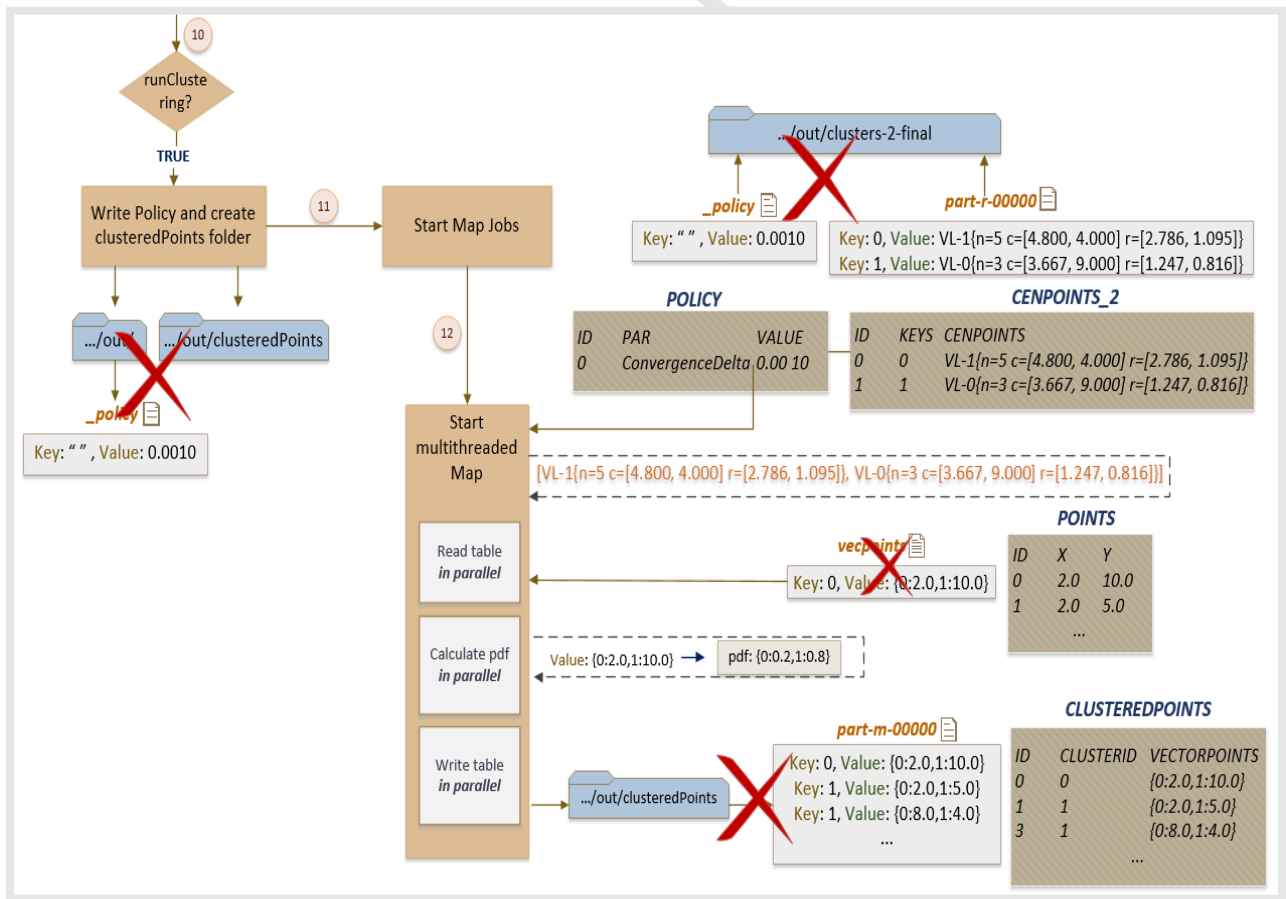 10
runCluste
ring?
TRUE
Write Policy and create
clusteredPoints folder
11
Start Map Jobs
.../out/clusters-2-final
_policy
part-r-00000
Key: “ ” , Value: 0.0010
Key: 0, Value: VL-1{n=5 c=[4.800, 4.000] r=[2.786, 1.095]}
Key: 1, Value: VL-0{n=3 c=[3.667, 9.000] r=[1.247, 0.816]}
.../out/
.../out/clusteredPoints
_policy
Key: “ ” , Value: 0.0010
12
POLICY
ID PAR VALUE
0 ConvergenceDelta 0.00 10
CENPOINTS_2
ID KEYS CENPOINTS
0 0 VL-1{n=5 c=[4.800, 4.000] r=[2.786, 1.095]}
1 1 VL-0{n=3 c=[3.667, 9.000] r=[1.247, 0.816]}
Start
multithreaded
Map
[VL-1{n=5 c=[4.800, 4.000] r=[2.786, 1.095]}, VL-0{n=3 c=[3.667, 9.000] r=[1.247, 0.816]}]
Read table
in parallel
vecpoints
Key: 0, Value: {0:2.0,1:10.0}
POINTS
ID X Y
0 2.0 10.0
1 2.0 5.0
...
Calculate pdf
in parallel
Value: {0:2.0,1:10.0}
pdf: {0:0.2,1:0.8}
Write table
in parallel
.../out/clusteredPoints
part-m-00000
Key: 0, Value: {0:2.0,1:10.0}
Key: 1, Value: {0:2.0,1:5.0}
Key: 1, Value: {0:8.0,1:4.0}
...
CLUSTEREDPOINTS
ID CLUSTERID VECTORPOINTS
0 0 {0:2.0,1:10.0}
1 1 {0:2.0,1:5.0}
3 1 {0:8.0,1:4.0}
...